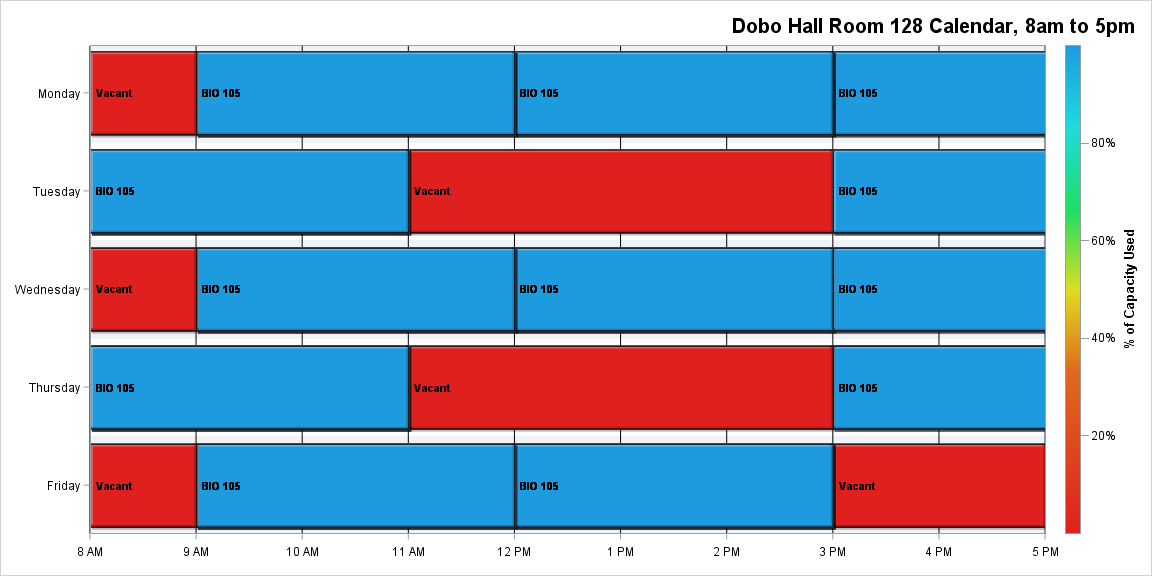 Dobo Hall Room 128 Calendar, 8am to 5pm
Monday Vacant BIO 105 BIO 105 BIO 105
Tuesday BIO 105 Vacant BIO 105
Wednesday Vacant BIO 105 BIO 105 BIO 105
Thursday BIO 105 Vacant BIO 105
Friday Vacant BIO 105 BIO 105 Vacant
8 AM 9 AM 10 AM 11 AM 12 PM 1 PM 2 PM 3 PM 4 PM 5 PM
80%
60%
40%
20%
% of Capacity Used